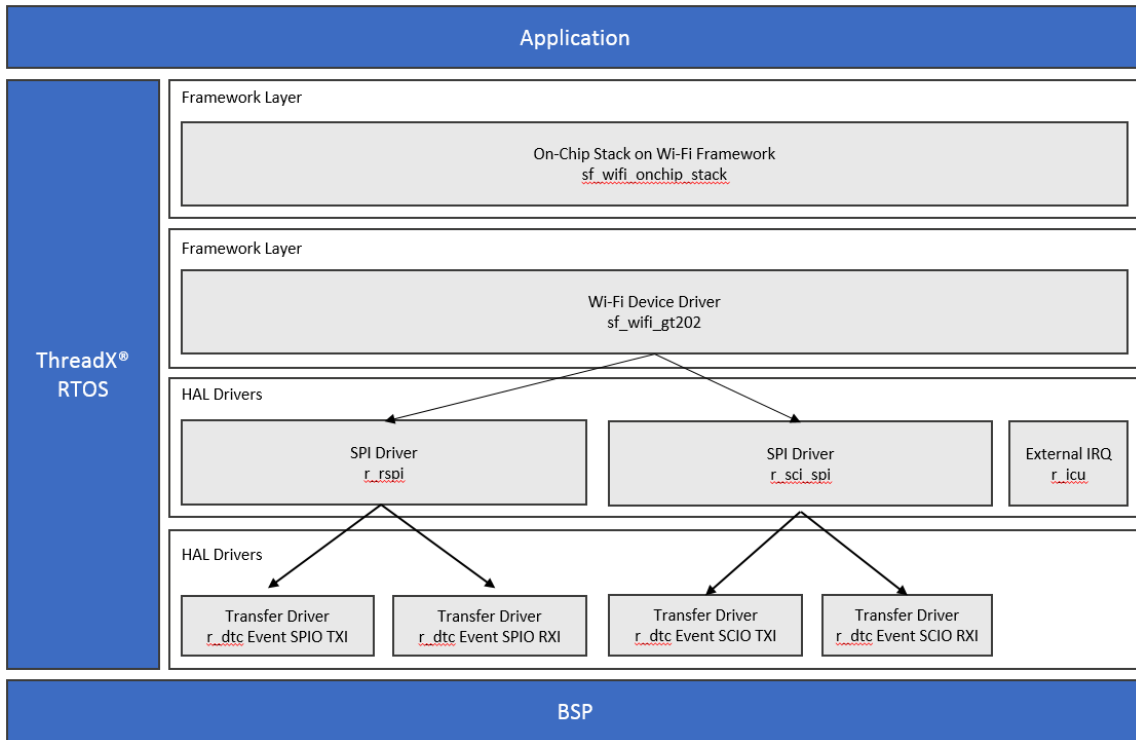 Application
ThreadX®
RTOS
Framework Layer
On-Chip Stack on Wi-Fi Framework
sf_wifi_onchip_stack
Framework Layer
Wi-Fi Device Driver
sf_wifi_gt202
HAL Drivers
SPI Driver
r_rspi
SPI Driver
r_sci_spi
External IRQ
r_icu
HAL Drivers
Transfer Driver
r_dtc Event SPIO TXI
Transfer Driver
r_dtc Event SPIO RXI
Transfer Driver
r_dtc Event SCIO TXI
Transfer Driver
r_dtc Event SCIO RXI
BSP